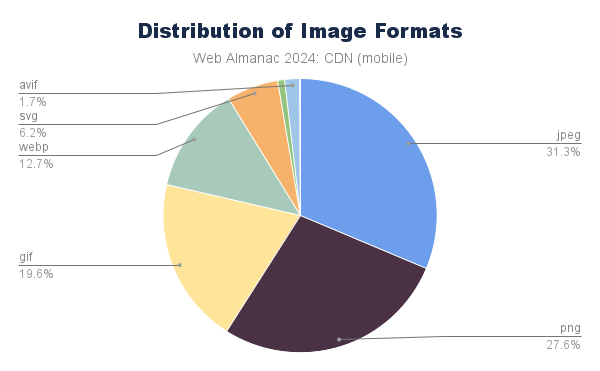 Distribution of Image Formats
Web Almanac 2024: CDN (mobile)
avif
1.7%
svg
6.2%
webp
12.7%
gif
19.6%
jpeg
31.3%
png
27.6%